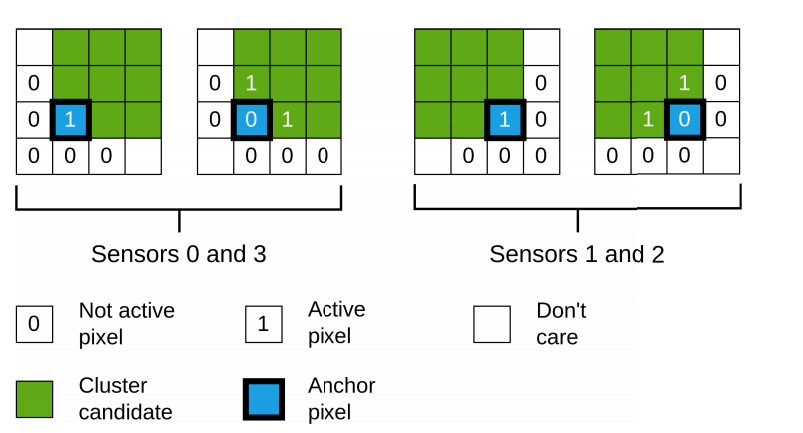 0 0 1 0
0 1 1 0
0 1 0 0 1 1 0 1 0 0
0 0 0 0 0 0 0 0 0 0 0 0
Sensors 0 and 3 Sensors 1 and 2
0 Not active
pixel
1 Active
pixel
Don't
care
Cluster
candidate
Anchor
pixel